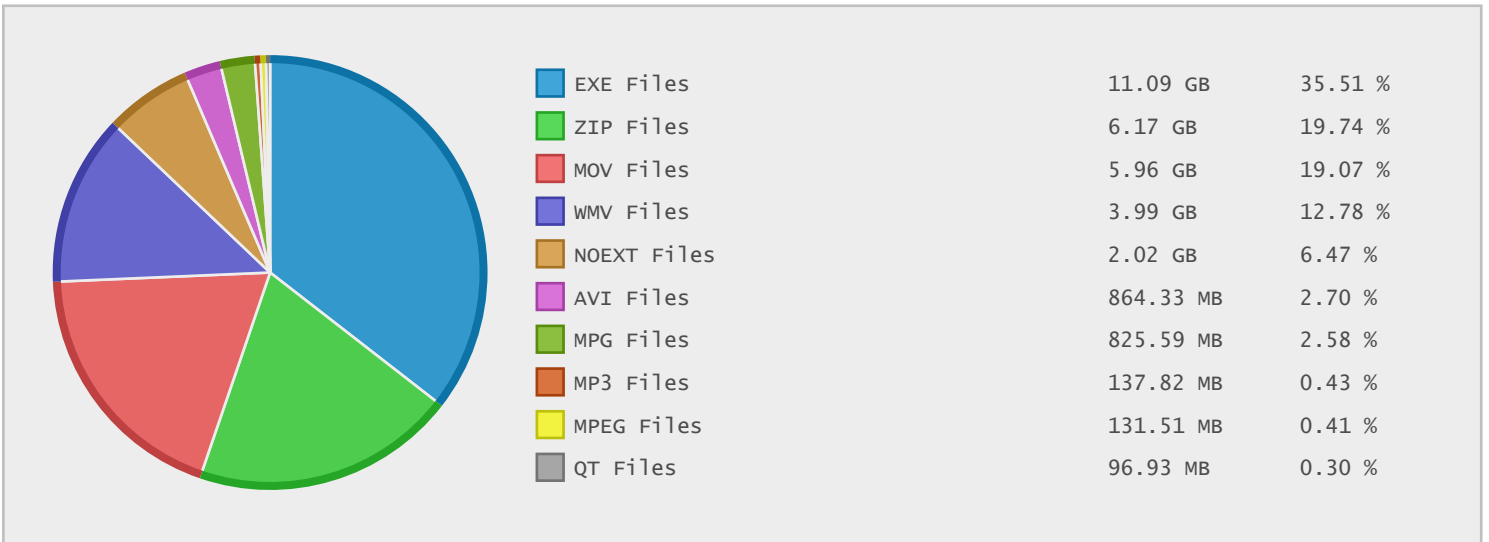 EXE Files 11.09 GB 35.51 %
ZIP Files 6.17 GB 19.74 %
MOV Files 5.96 GB 19.07 %
WMV Files 3.99 GB 12.78 %
NOEXT Files 2.02 GB 6.47 %
AVI Files 864.33 MB 2.70 %
MPG Files 825.59 MB 2.58 %
MP3 Files 137.82 MB 0.43 %
MPEG Files 131.51 MB 0.41 %
QT Files 96.93 MB 0.30 %